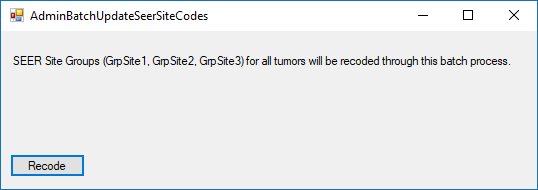 AdminBatchUpdateSeerSiteCodes
SEER Site Groups (GrpSite1, GrpSite2, GrpSite3) for all tumors will be recoded through this batch process.
Recode